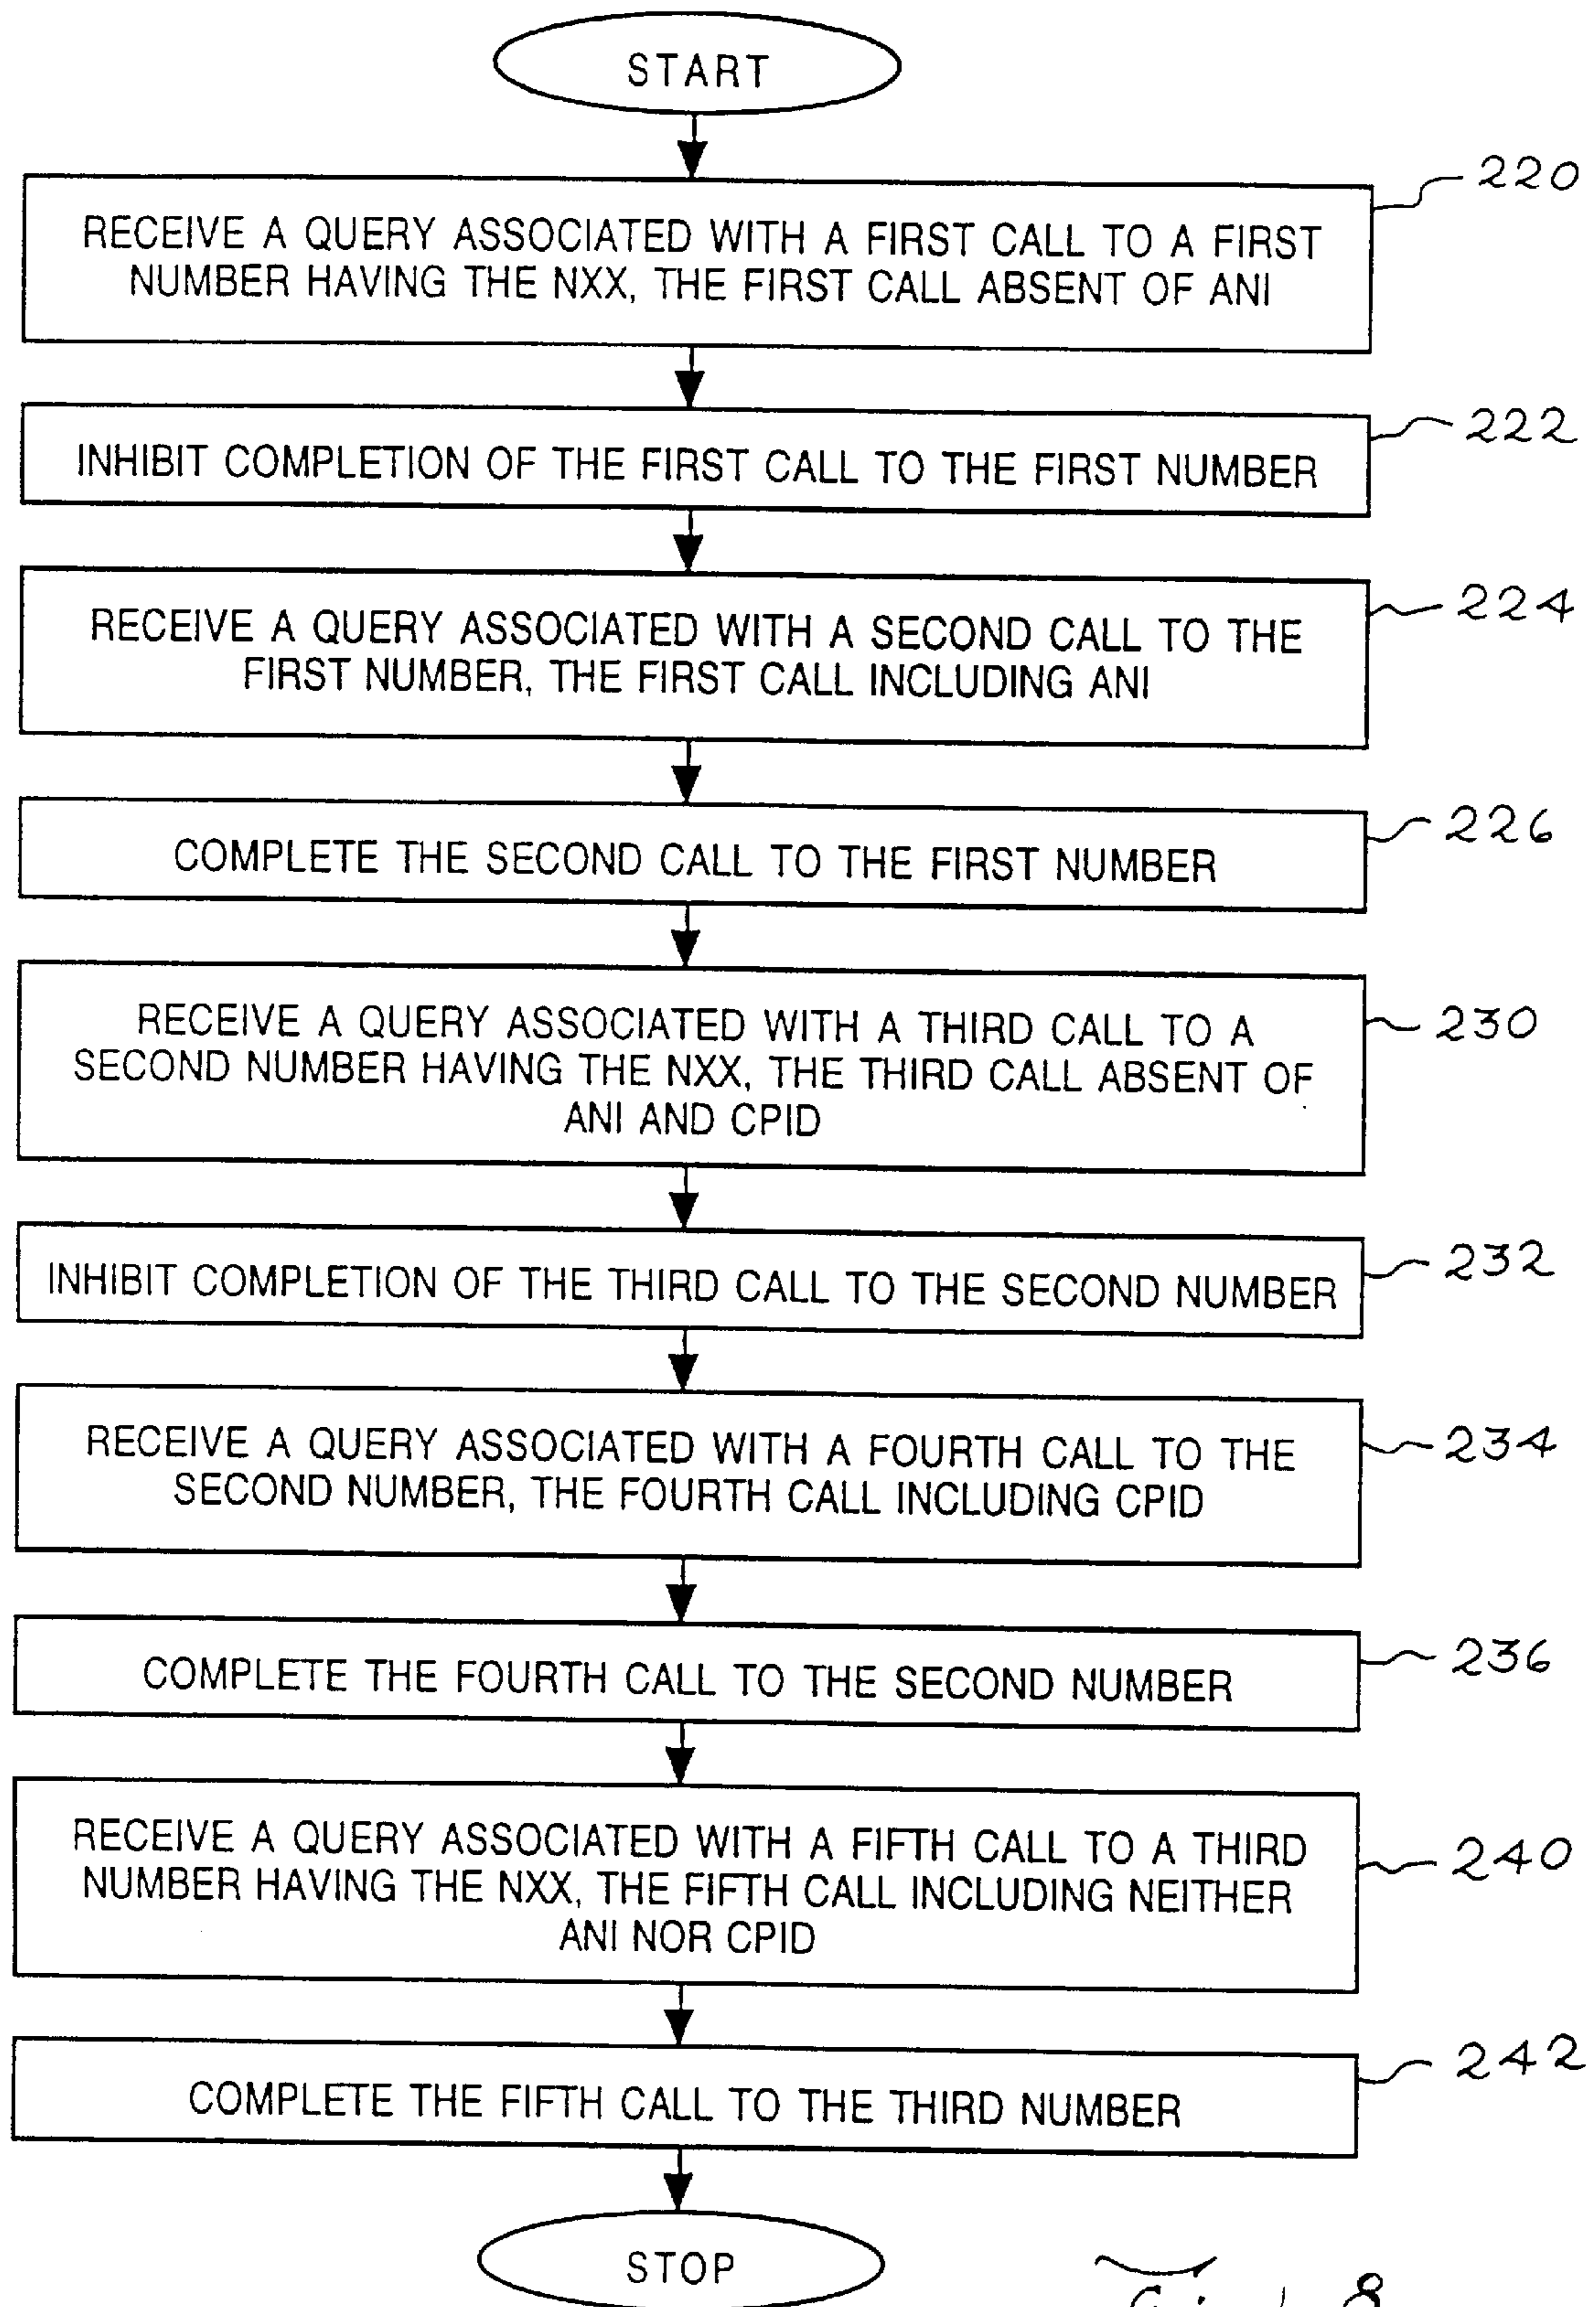 START
220
RECEIVE A QUERY ASSOCIATED WITH A FIRST CALL TO A FIRST
NUMBER HAVING THE NXX, THE FIRST CALL ABSENT OF ANI
222
INHIBIT COMPLETION OF THE FIRST CALL TO THE FIRST NUMBER
224
RECEIVE A QUERY ASSOCIATED WITH A SECOND CALL TO THE
FIRST NUMBER, THE FIRST CALL INCLUDING ANI
226
COMPLETE THE SECOND CALL TO THE FIRST NUMBER
230
RECEIVE A QUERY ASSOCIATED WITH A THIRD CALL TO A
SECOND NUMBER HAVING THE NXX, THE THIRD CALL ABSENT OF
ANI AND CPID
232
INHIBIT COMPLETION OF THE THIRD CALL TO THE SECOND NUMBER
234
RECEIVE A QUERY ASSOCIATED WITH A FOURTH CALL TO THE
SECOND NUMBER, THE FOURTH CALL INCLUDING CPID
236
COMPLETE THE FOURTH CALL TO THE SECOND NUMBER
240
RECEIVE A QUERY ASSOCIATED WITH A FIFTH CALL TO A THIRD
NUMBER HAVING THE NXX, THE FIFTH CALL INCLUDING NEITHER
ANI NOR CPID
242
COMPLETE THE FIFTH CALL TO THE THIRD NUMBER
STOP